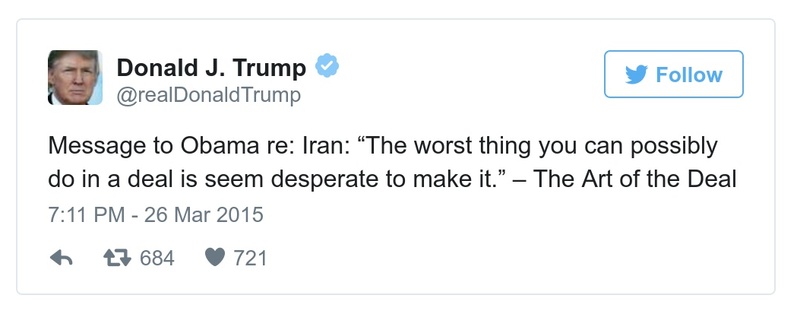 Donald J. Trump
@realDonaldTrump
Follow
Message to Obama re: Iran: “The worst thing you can possibly
do in a deal is seem desperate to make it.” – The Art of the Deal
7:11 PM - 26 Mar 2015
684 721